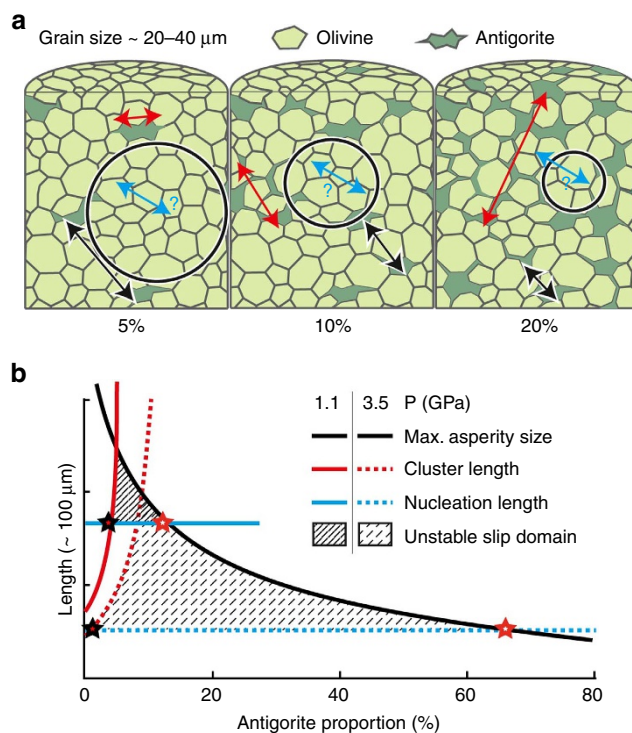 a
Grain size ~ 20–40 μm
Olivine
Antigorite
?
?
?
5%
10%
20%
b
1.1 3.5 P (GPa)
Max. asperity size
Cluster length
Nucleation length
Unstable slip domain
Length (~ 100 μm)
0 20 40 60 80
Antigorite proportion (%)